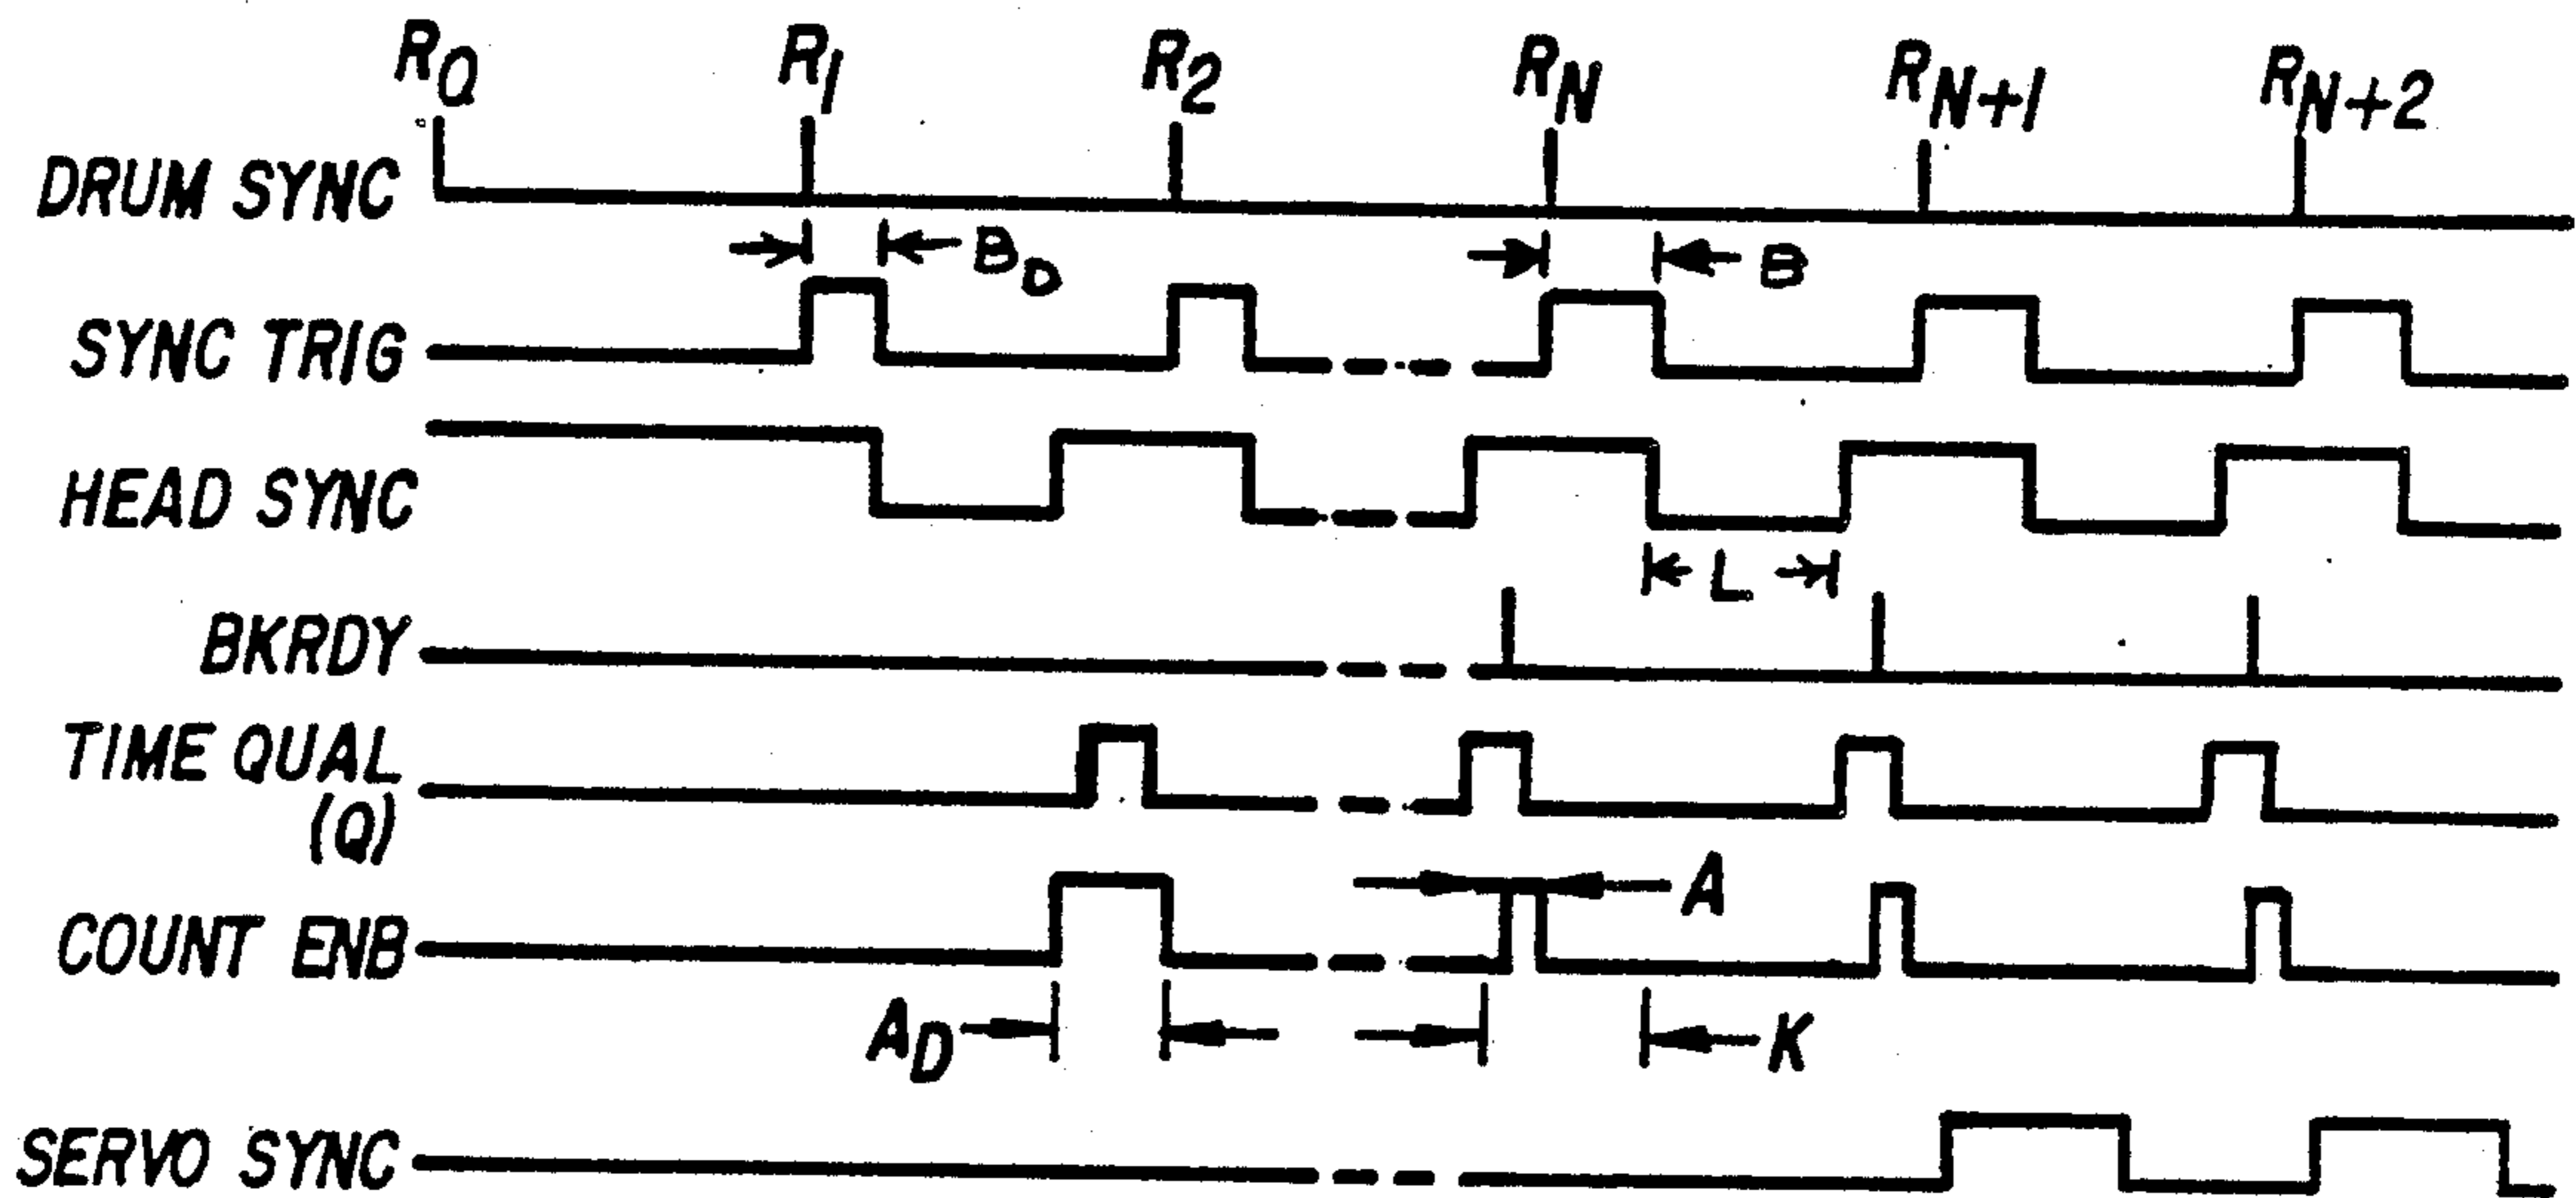 R0 R1 R2 RN RN+1 RN+2
DRUM SYNC
BD B
SYNC TRIG
HEAD SYNC
L
BKRDY
TIME QUAL
(Q)
A
COUNT ENB
AD K
SERVO SYNC